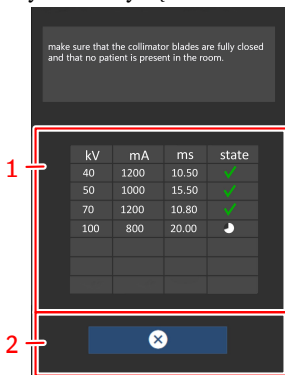 make sure that the collimator blades are fully closed
and that no patient is present in the room.
1
kV mA ms state
40 1200 10.50
50 1000 15.50
70 1200 10.80
100 800 20.00
2